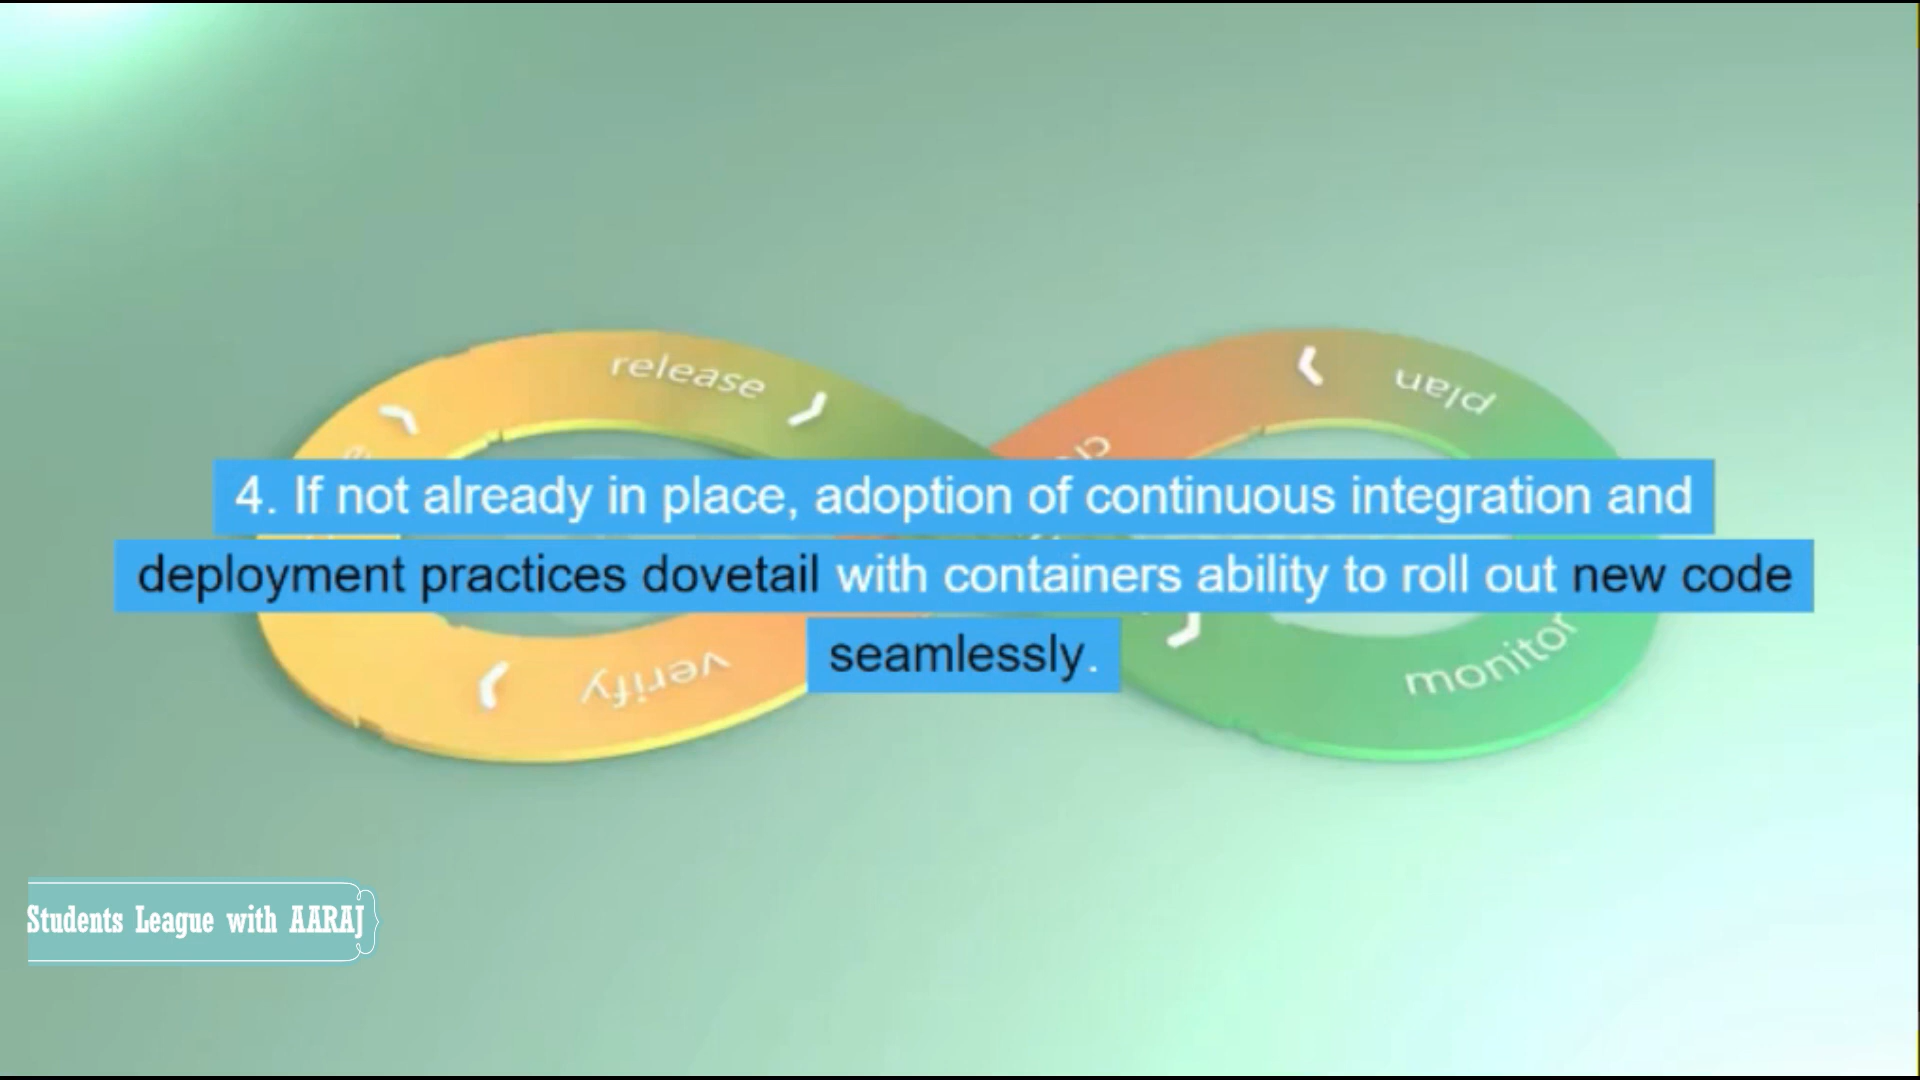 release
plan
4. If not already in place, adoption of continuous integration and
deployment practices dovetail with containers ability to roll out new code
seamlessly.
verify
monitor
Students League with AARAJ